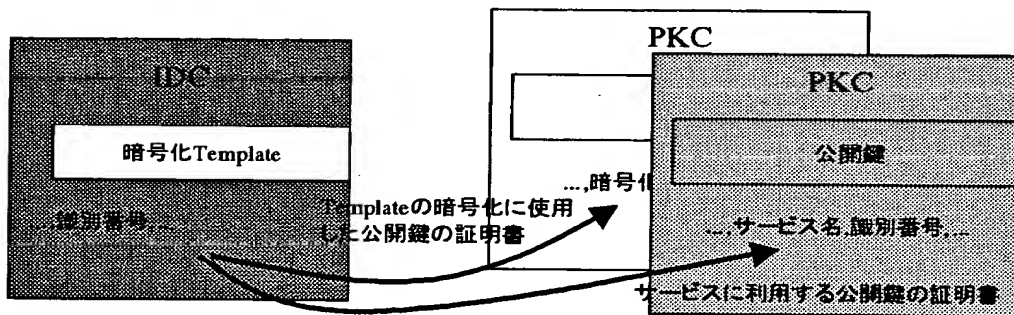 IDC
暗号化Template
...,識別番号,...
PKC
...,暗号化
Templateの暗号化に使用
した公開鍵の証明書
PKC
公開鍵
...,サービス名,識別番号,...
サービスに利用する公開鍵の証明書